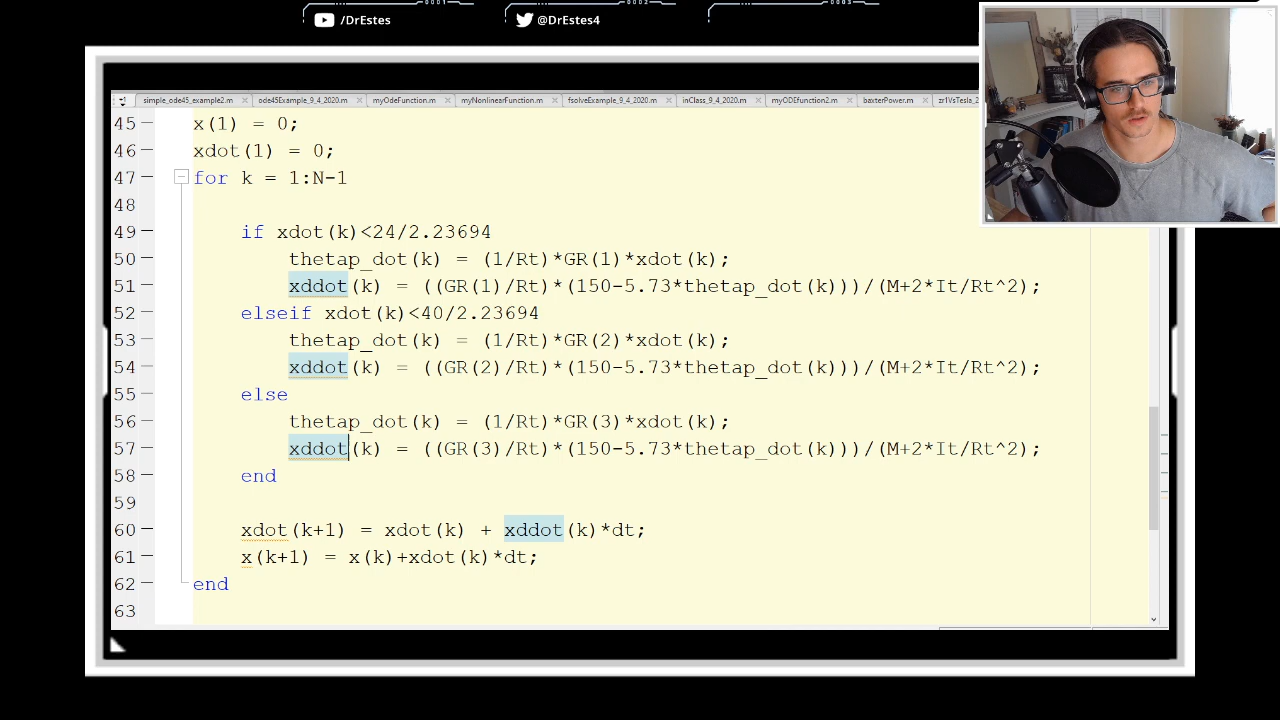 0001
0002
0003
/DrEstes
@DrEstes4
simple_ode45_example2.m
ode45Example_9_4_2020.m
myOdeFunction.m
myNonlinearFunction.m
fsolveExample_9_4_2020.m
inClass_9_4_2020.m
myODEfunction2.m
baxterPower.m
zr1VsTesla_2
45 x(1) = 0;
46 xdot(1) = 0;
47 for k = 1:N-1
48
49 if xdot(k)<24/2.23694
50 thetap_dot(k) = (1/Rt)*GR(1)*xdot(k);
51 xddot(k) = ((GR(1)/Rt)*(150-5.73*thetap_dot(k)))/(M+2*It/Rt^2);
52 elseif xdot(k)<40/2.23694
53 thetap_dot(k) = (1/Rt)*GR(2)*xdot(k);
54 xddot(k) = ((GR(2)/Rt)*(150-5.73*thetap_dot(k)))/(M+2*It/Rt^2);
55 else
56 thetap_dot(k) = (1/Rt)*GR(3)*xdot(k);
57 xddot(k) = ((GR(3)/Rt)*(150-5.73*thetap_dot(k)))/(M+2*It/Rt^2);
58 end
59
60 xdot(k+1) = xdot(k) + xddot(k)*dt;
61 x(k+1) = x(k)+xdot(k)*dt;
62 end
63